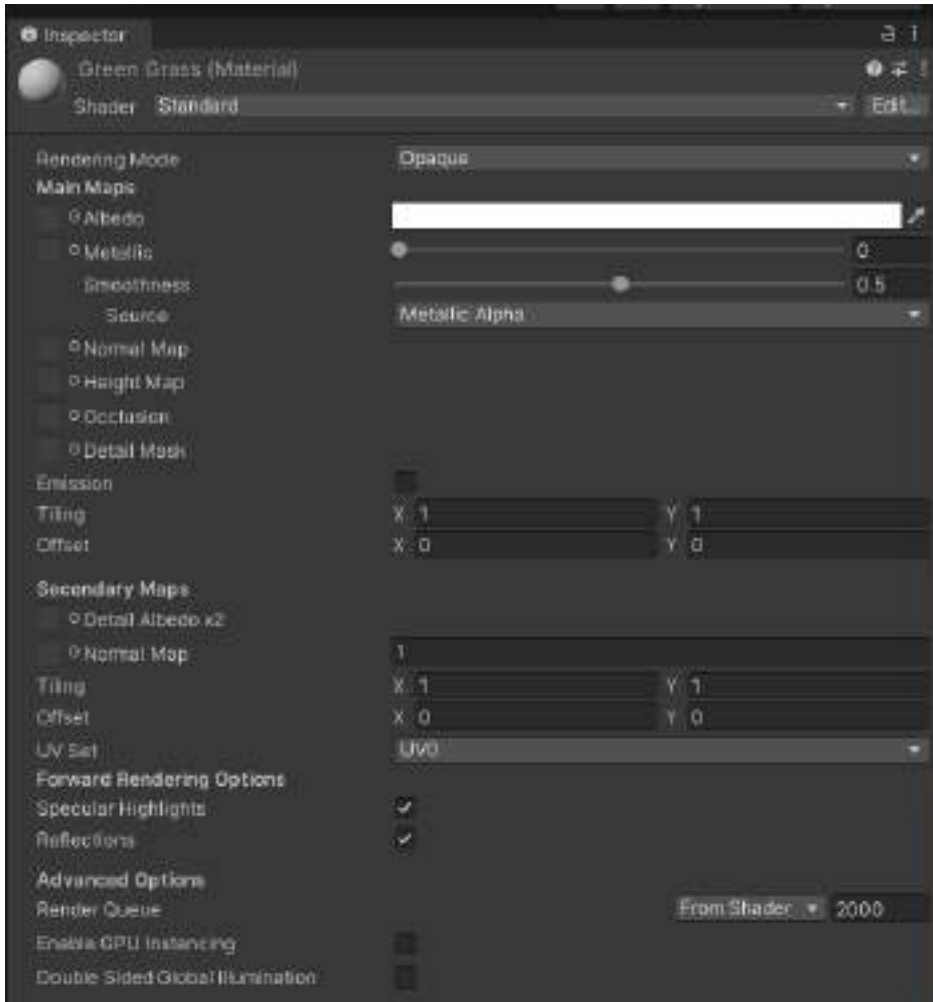 Inspector
Green Grass (Material)
Shader Standard Edit...
Rendering Mode Opaque
Main Maps
Albedo
Metallic 0
Smoothness 0.5
Source Metallic Alpha
Normal Map
Height Map
Occlusion
Detail Mask
Emission
Tiling X 1 Y 1
Offset X 0 Y 0
Secondary Maps
Detail Albedo x2
Normal Map 1
Tiling X 1 Y 1
Offset X 0 Y 0
UV Set UV0
Forward Rendering Options
Specular Highlights
Reflections
Advanced Options
Render Queue From Shader 2000
Enable GPU Instancing
Double Sided Global Illumination